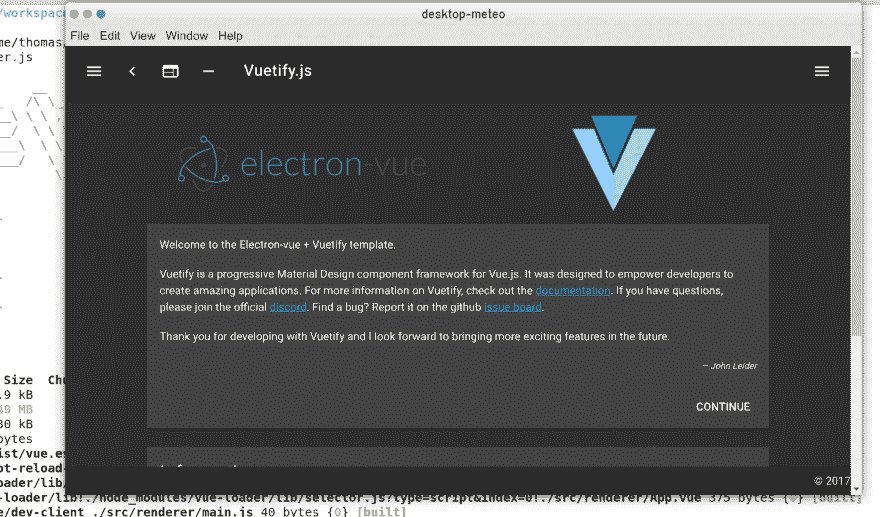 /workspac
desktop-meteo
File Edit View Window Help
me/thomas,
er.js
Vuetify.js
electron-vue
Welcome to the Electron-vue + Vuetify template.
Vuetify is a progressive Material Design component framework for Vue.js. It was designed to empower developers to
create amazing applications. For more information on Vuetify, check out the documentation. If you have questions,
please join the official discord. Find a bug? Report it on the github issue board.
Thank you for developing with Vuetify and I look forward to bringing more exciting features in the future.
— John Leider
CONTINUE
Size Chu
.9 kB
49 MB
30 kB
bytes
ist/vue.es
ot-reload-
oader/lib/
© 2017
-loader/lib!./node_modules/vue-loader/lib/selector.js?type=script&index=0!./src/renderer/App.vue 375 bytes {0} [built]
e/dev-client ./src/renderer/main.js 40 bytes {0} [built]